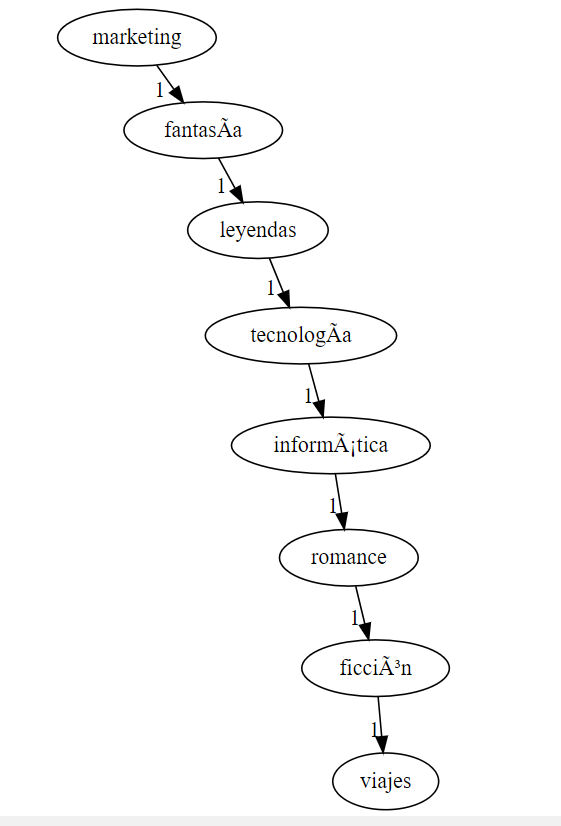 marketing
1
fantasÃa
1
leyendas
1
tecnologÃa
1
informÃ¡tica
1
romance
1
ficciÃ³n
1
viajes